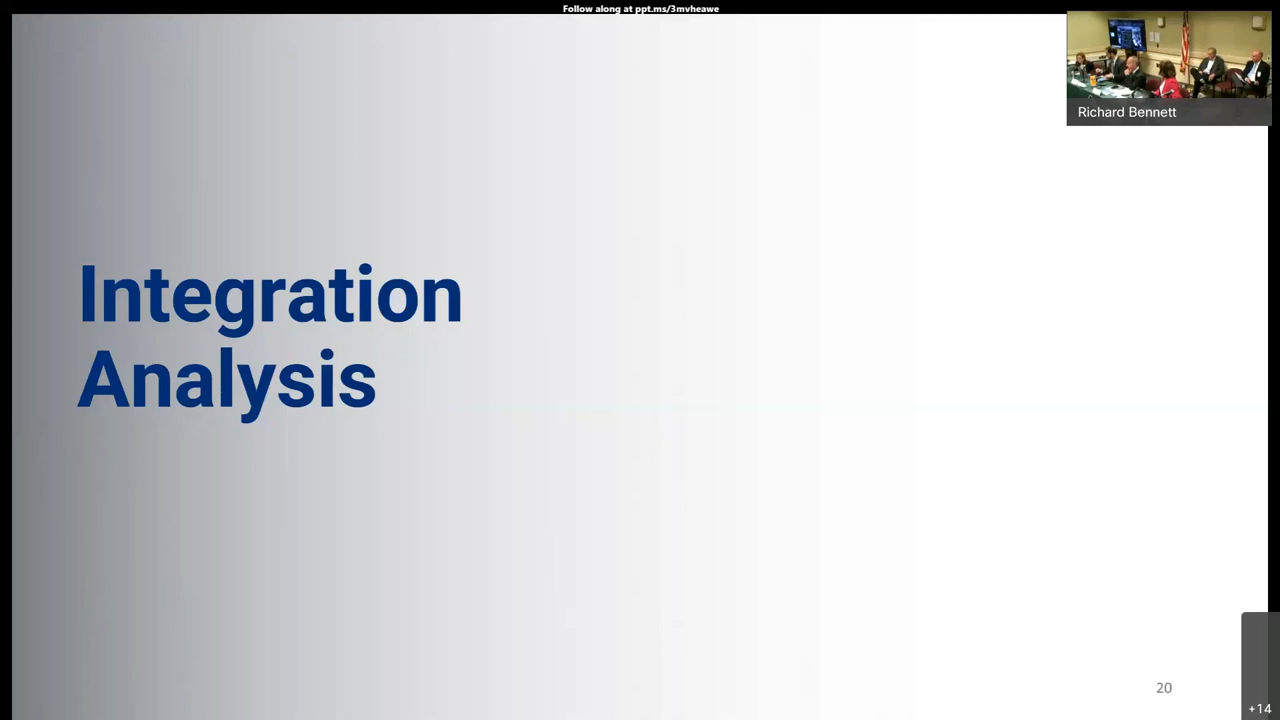 Follow along at ppt.ms/3mvheawe
Richard Bennett
Integration
Analysis
20
+14